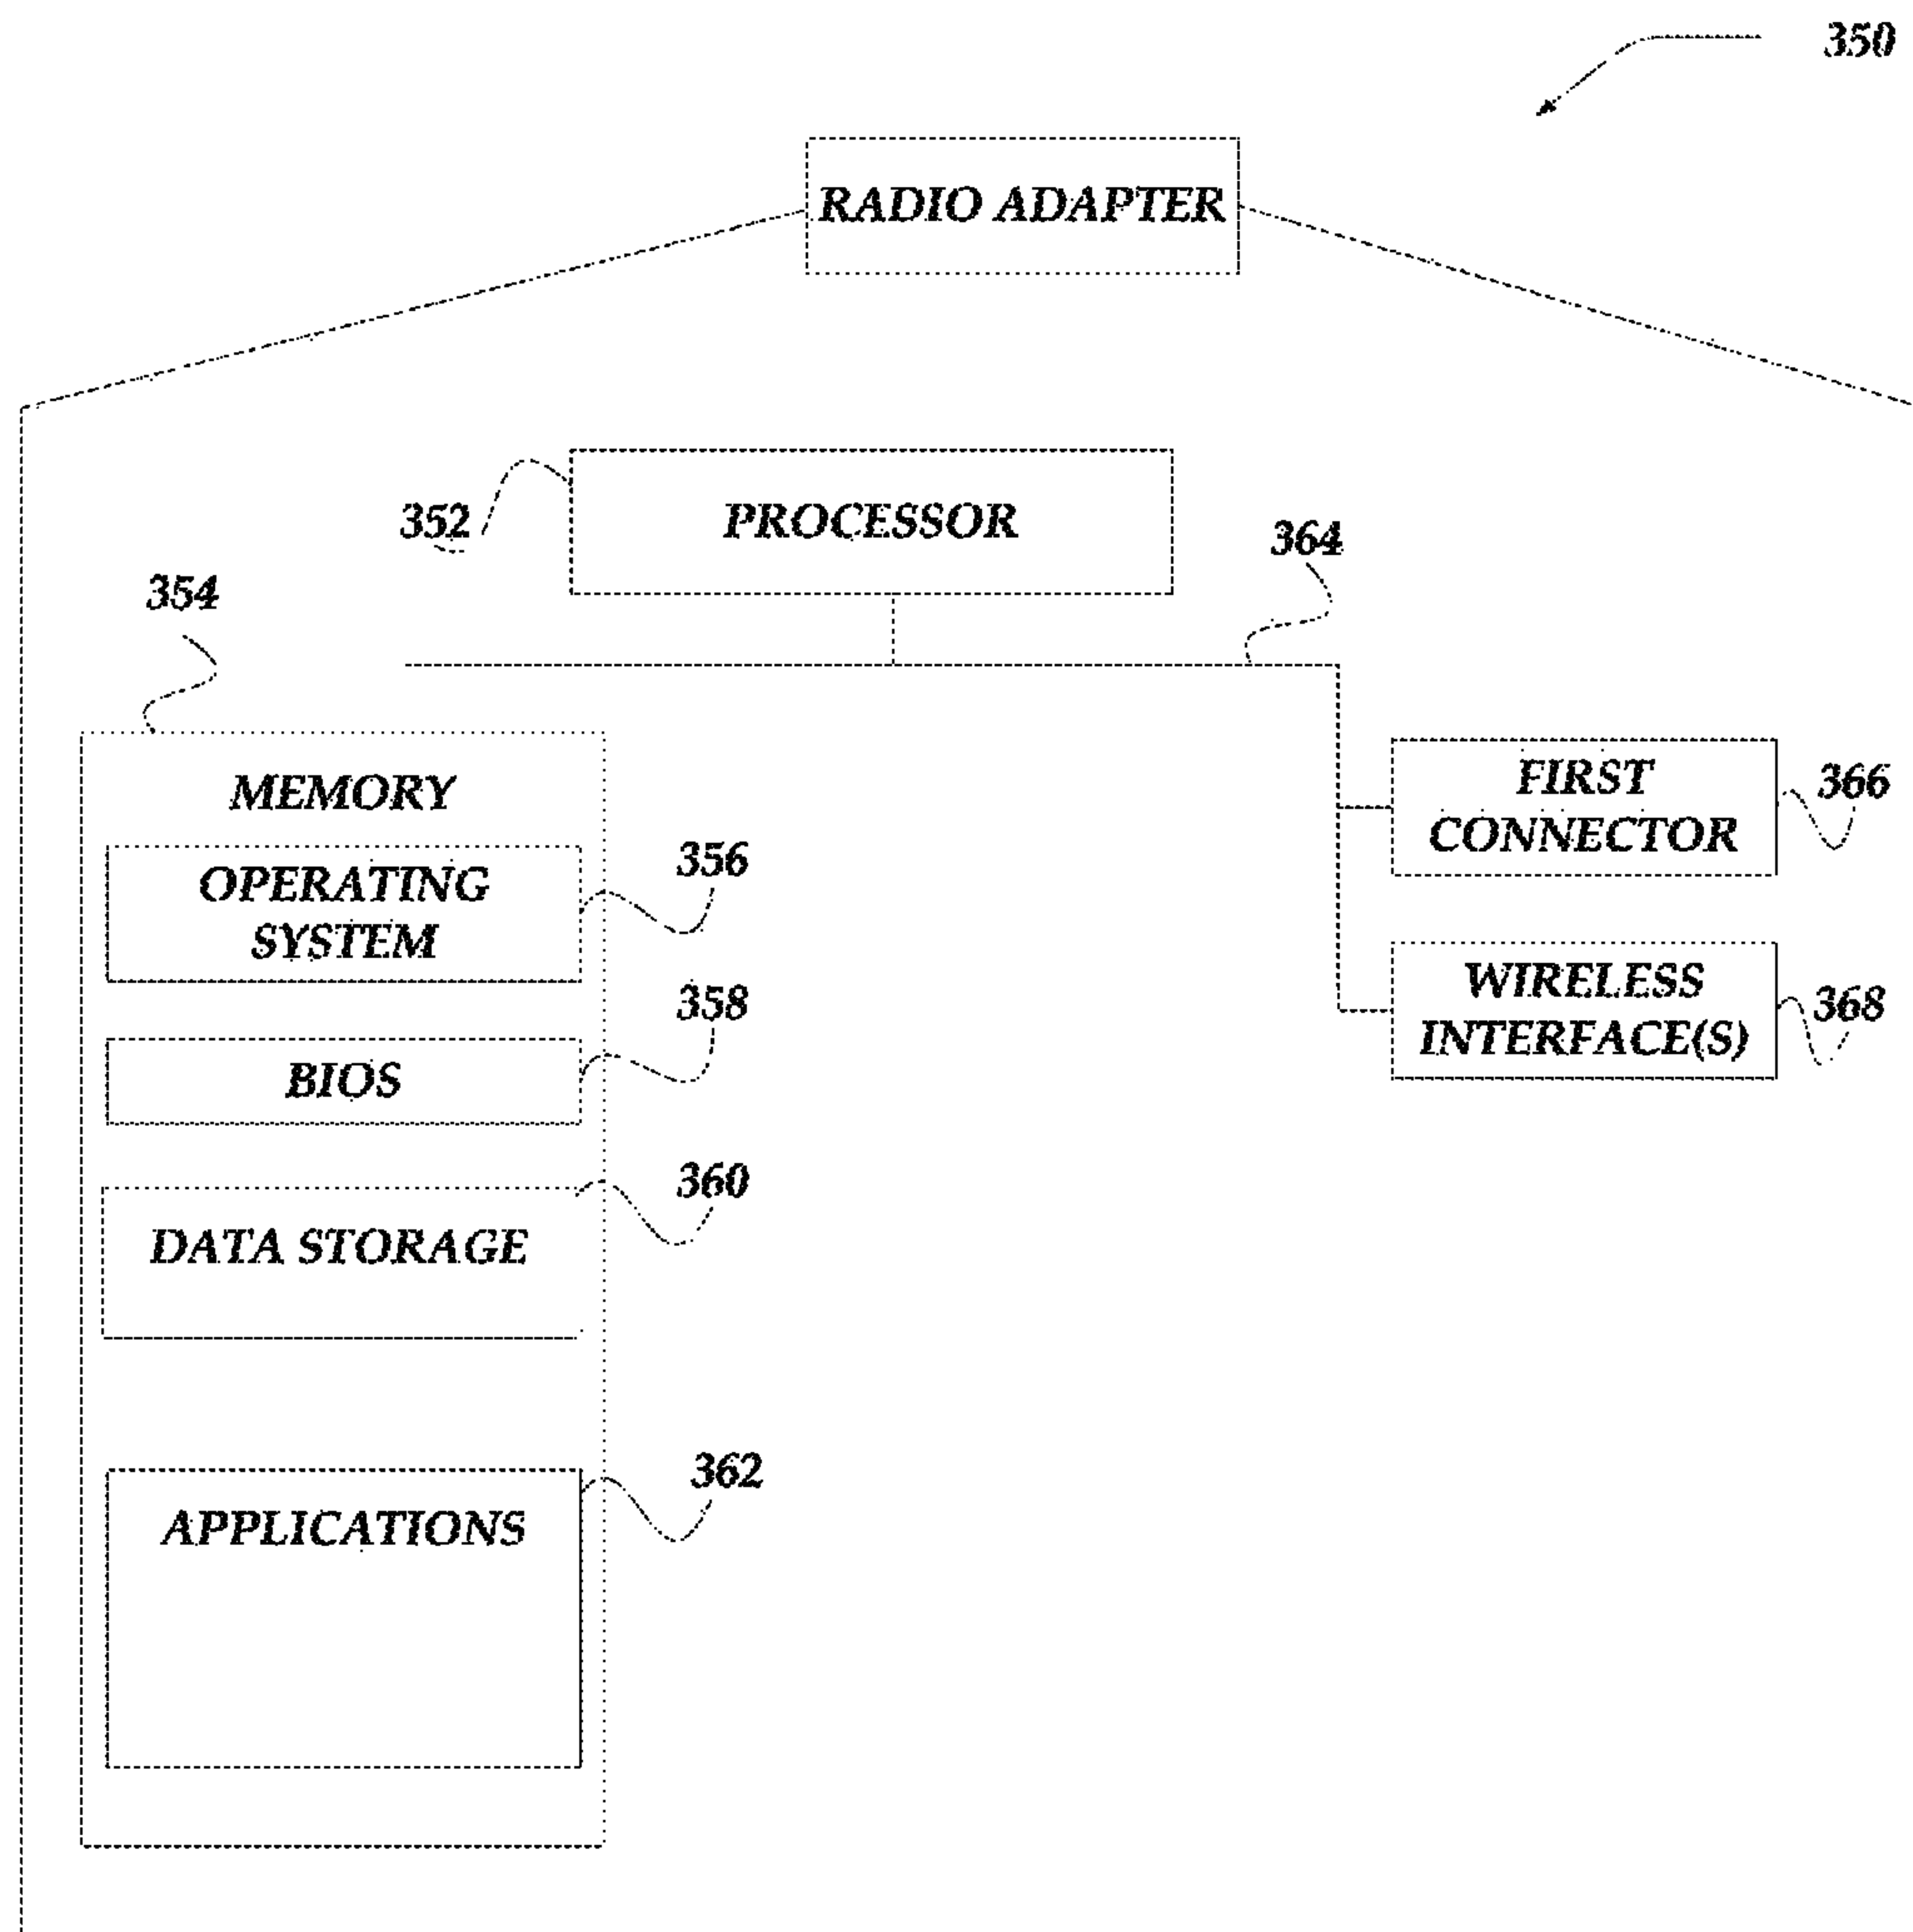 350
RADIO ADAPTER
352
PROCESSOR
364
354
MEMORY
FIRST
CONNECTOR
366
OPERATING
SYSTEM
356
WIRELESS
INTERFACE(S)
368
BIOS
358
DATA STORAGE
360
APPLICATIONS
362